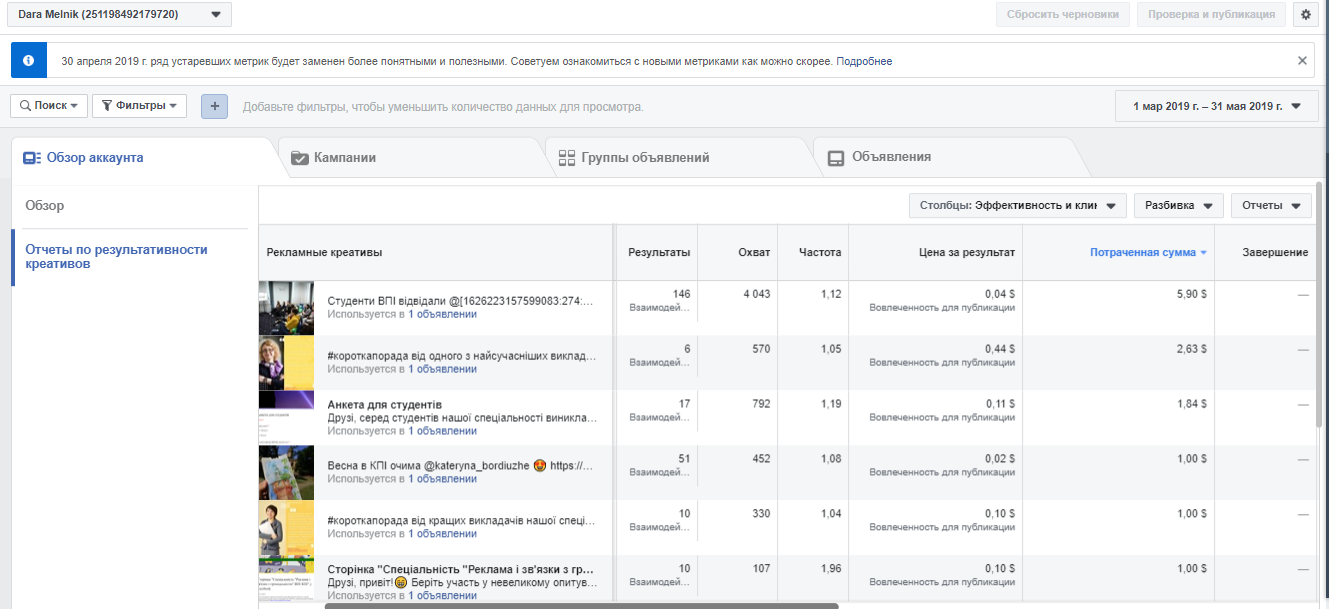 Dara Melnik (251198492179720)
Сбросить черновики
Проверка и публикация
30 апреля 2019 г. ряд устаревших метрик будет заменен более понятными и полезными. Советуем ознакомиться с новыми метриками как можно скорее. Подробнее
Поиск
Фильтры
Добавьте фильтры, чтобы уменьшить количество данных для просмотра.
1 мар 2019 г. – 31 мая 2019 г.
Обзор аккаунта
Кампании
Группы объявлений
Объявления
Обзор
Отчеты по результативности
креативов
Столбцы: Эффективность и клик
Разбивка
Отчеты
Рекламные креативы Результаты Охват Частота Цена за результат Потраченная сумма Завершение
Студенти ВПІ відвідали @[1626223157599083:274:... 146 4 043 1,12 0,04 $ 5,90 $ —
Используется в 1 объявлении Взаимодей... Вовлеченность для публикации
#короткапорада від одного з найсучасніших виклад... 6 570 1,05 0,44 $ 2,63 $ —
Используется в 1 объявлении Взаимодей... Вовлеченность для публикации
Анкета для студентів 17 792 1,19 0,11 $ 1,84 $ —
Друзі, серед студентів нашої спеціальності виникла... Взаимодей... Вовлеченность для публикации
Используется в 1 объявлении
Весна в КПІ очима @kateryna_bordiuzhe 🤩 https://... 51 452 1,08 0,02 $ 1,00 $ —
Используется в 1 объявлении Взаимодей... Вовлеченность для публикации
#короткапорада від кращих викладачів нашої спеці... 10 330 1,04 0,10 $ 1,00 $ —
Используется в 1 объявлении Взаимодей... Вовлеченность для публикации
Сторінка "Спеціальність "Реклама і зв'язки з гр... 10 107 1,96 0,10 $ 1,00 $ —
Друзі, привіт!😄 Беріть участь у невеликому опитув... Взаимодей... Вовлеченность для публикации
Используется в 1 объявлении